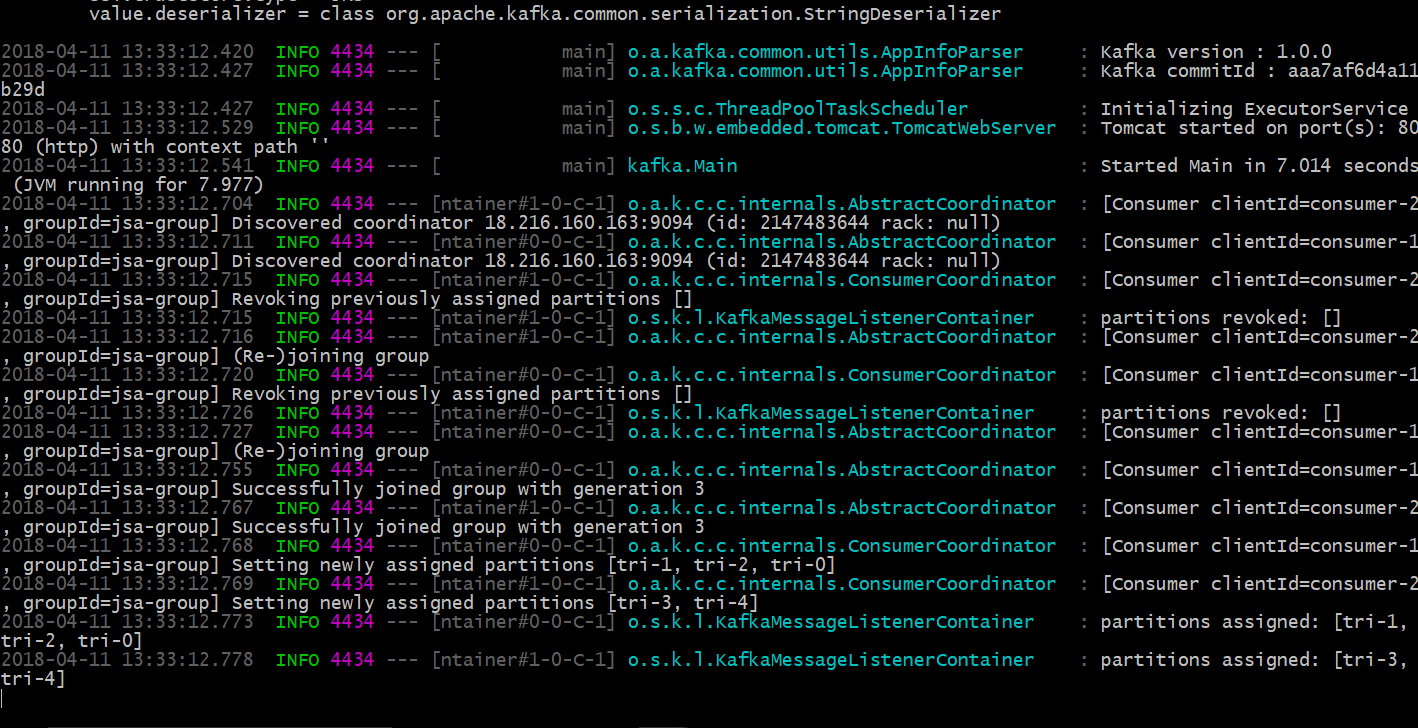 value.deserializer = class org.apache.kafka.common.serialization.StringDeserializer
2018-04-11 13:33:12.420  INFO 4434 --- [           main] o.a.kafka.common.utils.AppInfoParser     : Kafka version : 1.0.0
2018-04-11 13:33:12.427  INFO 4434 --- [           main] o.a.kafka.common.utils.AppInfoParser     : Kafka commitId : aaa7af6d4a11
b29d
2018-04-11 13:33:12.427  INFO 4434 --- [           main] o.s.s.c.ThreadPoolTaskScheduler          : Initializing ExecutorService
2018-04-11 13:33:12.529  INFO 4434 --- [           main] o.s.b.w.embedded.tomcat.TomcatWebServer  : Tomcat started on port(s): 80
80 (http) with context path ''
2018-04-11 13:33:12.541  INFO 4434 --- [           main] kafka.Main                               : Started Main in 7.014 seconds
 (JVM running for 7.977)
2018-04-11 13:33:12.704  INFO 4434 --- [ntainer#1-0-C-1] o.a.k.c.c.internals.AbstractCoordinator  : [Consumer clientId=consumer-2
, groupId=jsa-group] Discovered coordinator 18.216.160.163:9094 (id: 2147483644 rack: null)
2018-04-11 13:33:12.711  INFO 4434 --- [ntainer#0-0-C-1] o.a.k.c.c.internals.AbstractCoordinator  : [Consumer clientId=consumer-1
, groupId=jsa-group] Discovered coordinator 18.216.160.163:9094 (id: 2147483644 rack: null)
2018-04-11 13:33:12.715  INFO 4434 --- [ntainer#1-0-C-1] o.a.k.c.c.internals.ConsumerCoordinator  : [Consumer clientId=consumer-2
, groupId=jsa-group] Revoking previously assigned partitions []
2018-04-11 13:33:12.715  INFO 4434 --- [ntainer#1-0-C-1] o.s.k.l.KafkaMessageListenerContainer    : partitions revoked: []
2018-04-11 13:33:12.716  INFO 4434 --- [ntainer#1-0-C-1] o.a.k.c.c.internals.AbstractCoordinator  : [Consumer clientId=consumer-2
, groupId=jsa-group] (Re-)joining group
2018-04-11 13:33:12.720  INFO 4434 --- [ntainer#0-0-C-1] o.a.k.c.c.internals.ConsumerCoordinator  : [Consumer clientId=consumer-1
, groupId=jsa-group] Revoking previously assigned partitions []
2018-04-11 13:33:12.726  INFO 4434 --- [ntainer#0-0-C-1] o.s.k.l.KafkaMessageListenerContainer    : partitions revoked: []
2018-04-11 13:33:12.727  INFO 4434 --- [ntainer#0-0-C-1] o.a.k.c.c.internals.AbstractCoordinator  : [Consumer clientId=consumer-1
, groupId=jsa-group] (Re-)joining group
2018-04-11 13:33:12.755  INFO 4434 --- [ntainer#0-0-C-1] o.a.k.c.c.internals.AbstractCoordinator  : [Consumer clientId=consumer-1
, groupId=jsa-group] Successfully joined group with generation 3
2018-04-11 13:33:12.767  INFO 4434 --- [ntainer#1-0-C-1] o.a.k.c.c.internals.AbstractCoordinator  : [Consumer clientId=consumer-2
, groupId=jsa-group] Successfully joined group with generation 3
2018-04-11 13:33:12.768  INFO 4434 --- [ntainer#0-0-C-1] o.a.k.c.c.internals.ConsumerCoordinator  : [Consumer clientId=consumer-1
, groupId=jsa-group] Setting newly assigned partitions [tri-1, tri-2, tri-0]
2018-04-11 13:33:12.769  INFO 4434 --- [ntainer#1-0-C-1] o.a.k.c.c.internals.ConsumerCoordinator  : [Consumer clientId=consumer-2
, groupId=jsa-group] Setting newly assigned partitions [tri-3, tri-4]
2018-04-11 13:33:12.773  INFO 4434 --- [ntainer#0-0-C-1] o.s.k.l.KafkaMessageListenerContainer    : partitions assigned: [tri-1,
tri-2, tri-0]
2018-04-11 13:33:12.778  INFO 4434 --- [ntainer#1-0-C-1] o.s.k.l.KafkaMessageListenerContainer    : partitions assigned: [tri-3,
tri-4]